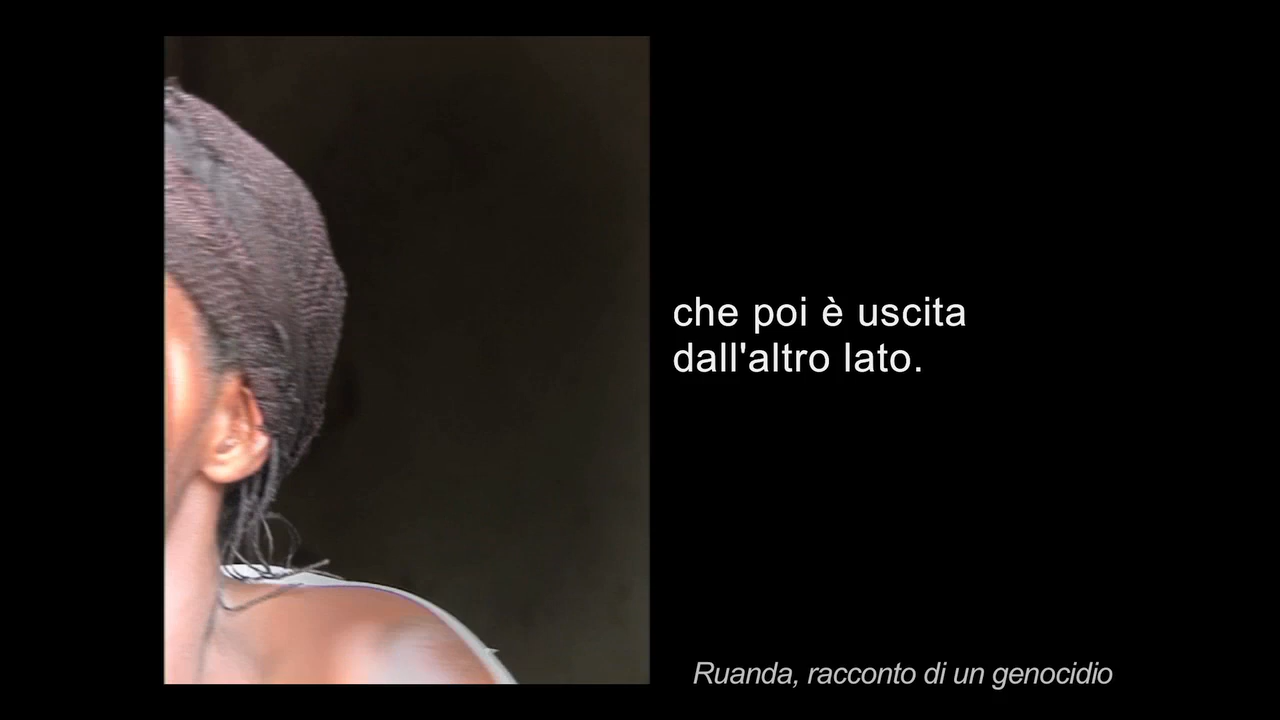 che poi è uscita
dall'altro lato.
Ruanda, racconto di un genocidio